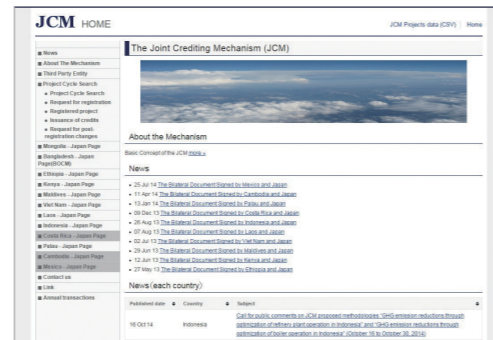 JCM HOME
JCM Projects data (CSV) | Home
News
About The Mechanism
Third Party Entity
Project Cycle Search
Project Cycle Search
Request for registration
Registered project
Issuance of credits
Request for post-
registration changes
Mongolia - Japan Page
Bangladesh - Japan
Page(BOCM)
Ethiopia - Japan Page
Kenya - Japan Page
Maldives - Japan Page
Viet Nam - Japan Page
Laos - Japan Page
Indonesia - Japan Page
Costa Rica - Japan Page
Palau - Japan Page
Cambodia - Japan Page
Mexico - Japan Page
Contact us
Link
Annual transactions
The Joint Crediting Mechanism (JCM)
About the Mechanism
Basic Concept of the JCM more »
News
25 Jul 14 The Bilateral Document Signed by Mexico and Japan
11 Apr 14 The Bilateral Document Signed by Cambodia and Japan
13 Jan 14 The Bilateral Document Signed by Palau and Japan
09 Dec 13 The Bilateral Document Signed by Costa Rica and Japan
26 Aug 13 The Bilateral Document Signed by Indonesia and Japan
07 Aug 13 The Bilateral Document Signed by Laos and Japan
02 Jul 13 The Bilateral Document Signed by Viet Nam and Japan
29 Jun 13 The Bilateral Document Signed by Maldives and Japan
12 Jun 13 The Bilateral Document Signed by Kenya and Japan
27 May 13 The Bilateral Document Signed by Ethiopia and Japan
News(each country)
Published date Country Subject
16 Oct 14 Indonesia Call for public comments on JCM proposed methodologies "GHG emission reductions through
optimization of refinery plant operation in Indonesia" and "GHG emission reductions through
optimization of boiler operation in Indonesia" (October 16 to October 30, 2014)